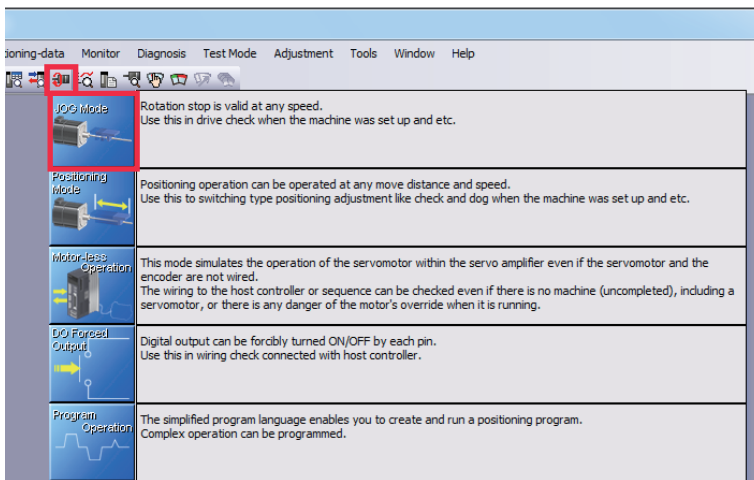 tioning-data Monitor Diagnosis Test Mode Adjustment Tools Window Help
JOG Mode
Rotation stop is valid at any speed.
Use this in drive check when the machine was set up and etc.
Positioning
Mode
Positioning operation can be operated at any move distance and speed.
Use this to switching type positioning adjustment like check and dog when the machine was set up and etc.
Motor-less
Operation
This mode simulates the operation of the servomotor within the servo amplifier even if the servomotor and the
encoder are not wired.
The wiring to the host controller or sequence can be checked even if there is no machine (uncompleted), including a
servomotor, or there is any danger of the motor's override when it is running.
DO Forced
Output
Digital output can be forcibly turned ON/OFF by each pin.
Use this in wiring check connected with host controller.
Program
Operation
The simplified program language enables you to create and run a positioning program.
Complex operation can be programmed.